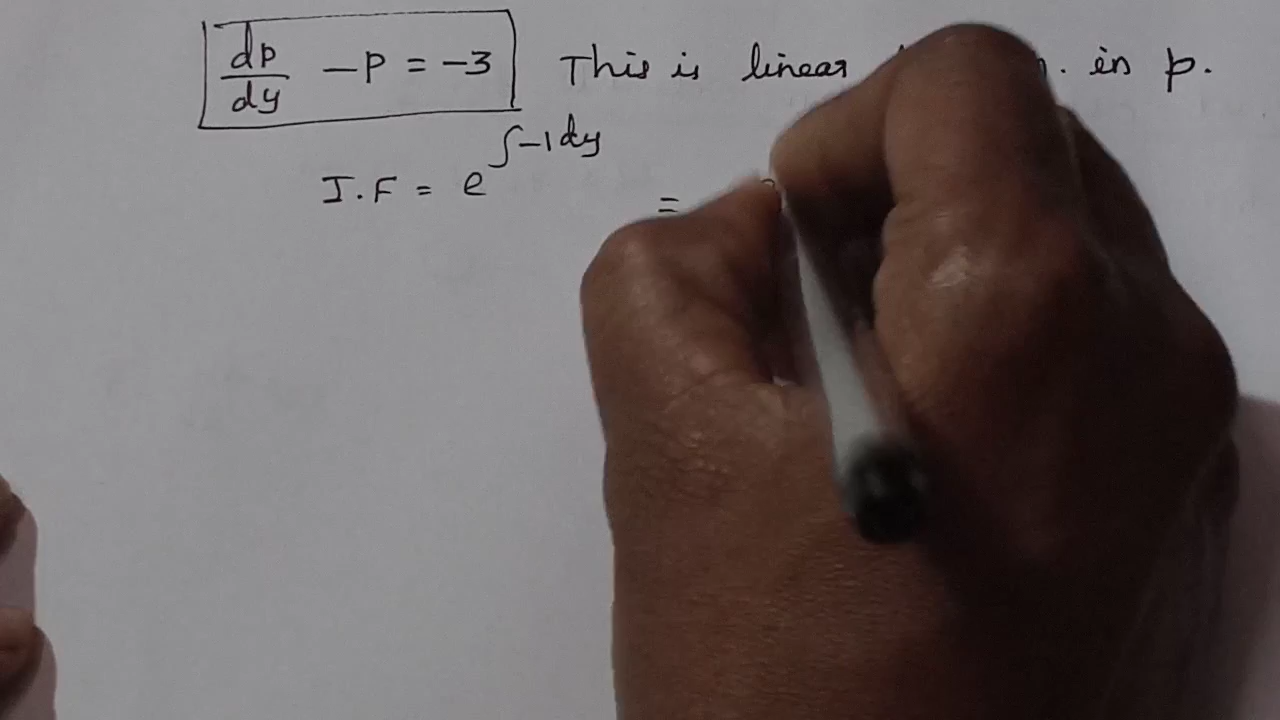 dp/dy - p = -3 This is linear in p.
I.F = e^∫-1dy =